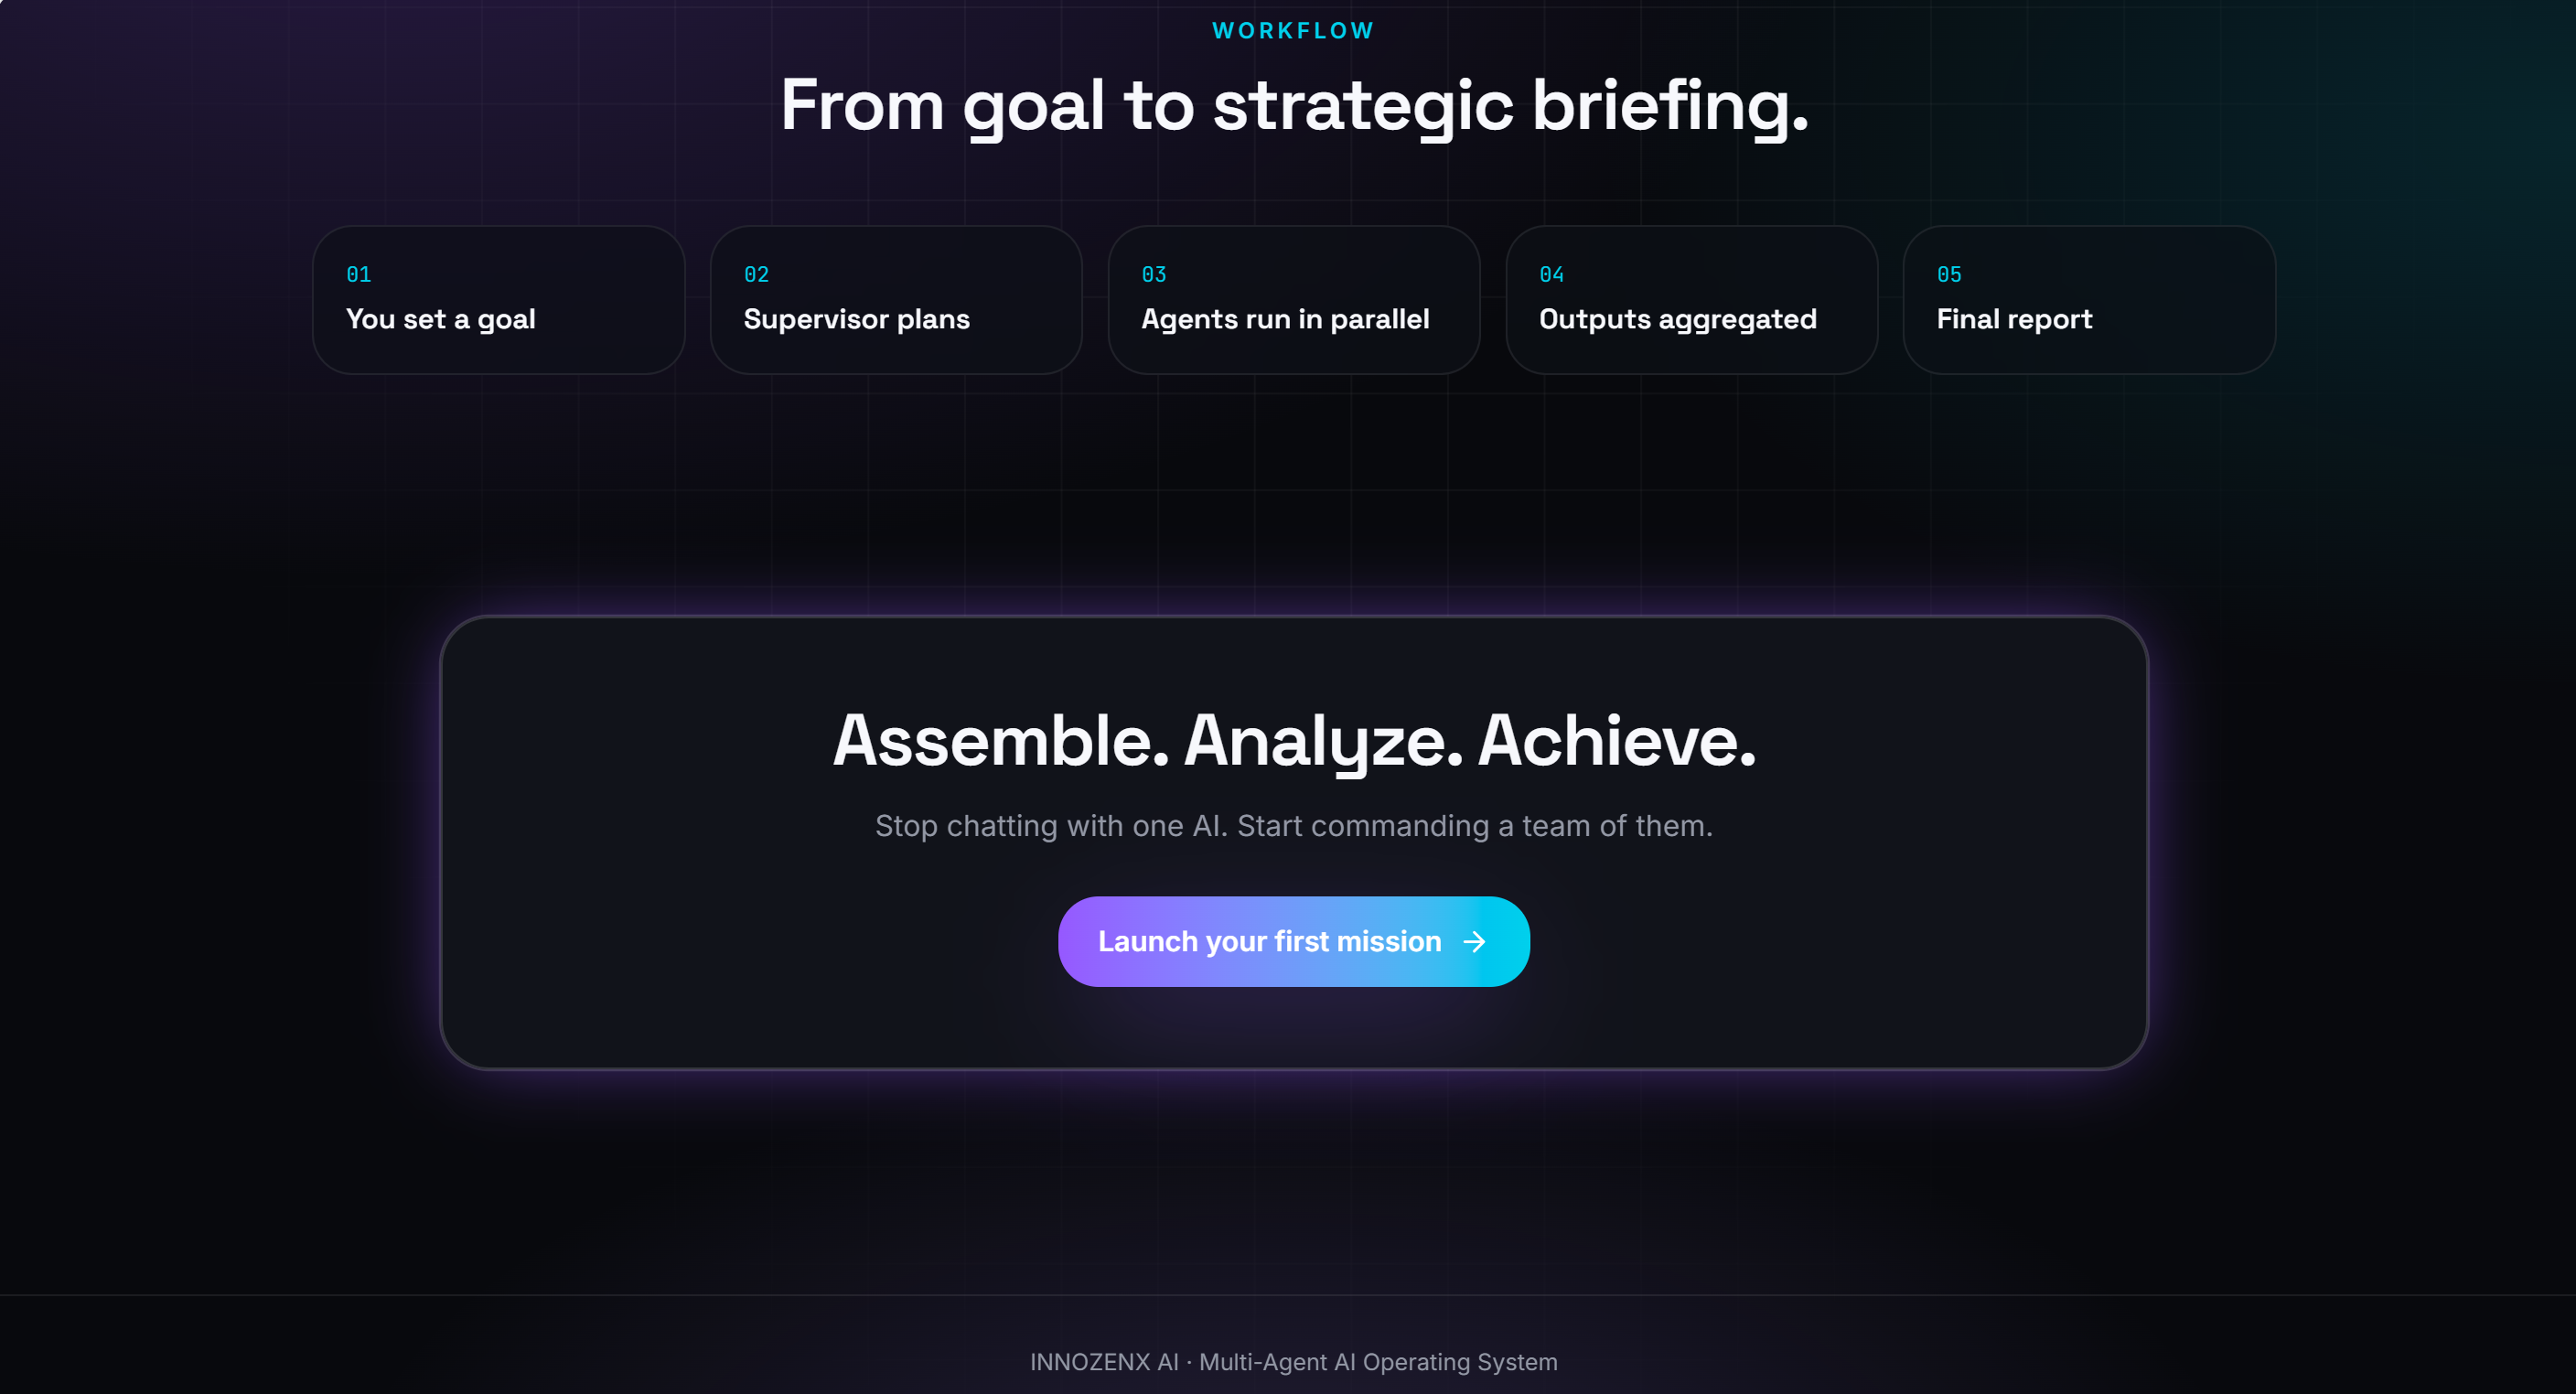 WORKFLOW
From goal to strategic briefing.
01
You set a goal
02
Supervisor plans
03
Agents run in parallel
04
Outputs aggregated
05
Final report
Assemble. Analyze. Achieve.
Stop chatting with one AI. Start commanding a team of them.
Launch your first mission →
INNOZENX AI · Multi-Agent AI Operating System